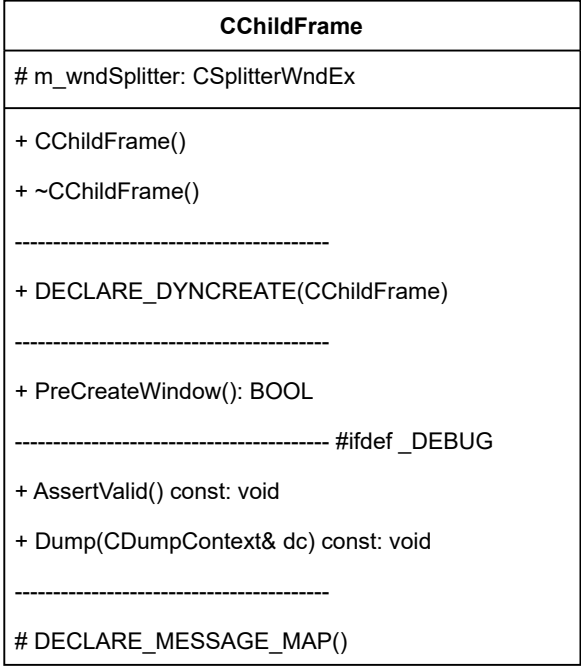 CChildFrame
# m_wndSplitter: CSplitterWndEx
+ CChildFrame()
+ ~CChildFrame()
-----------------------------------------
+ DECLARE_DYNCREATE(CChildFrame)
-----------------------------------------
+ PreCreateWindow(): BOOL
----------------------------------------- #ifdef _DEBUG
+ AssertValid() const: void
+ Dump(CDumpContext& dc) const: void
-----------------------------------------
# DECLARE_MESSAGE_MAP()